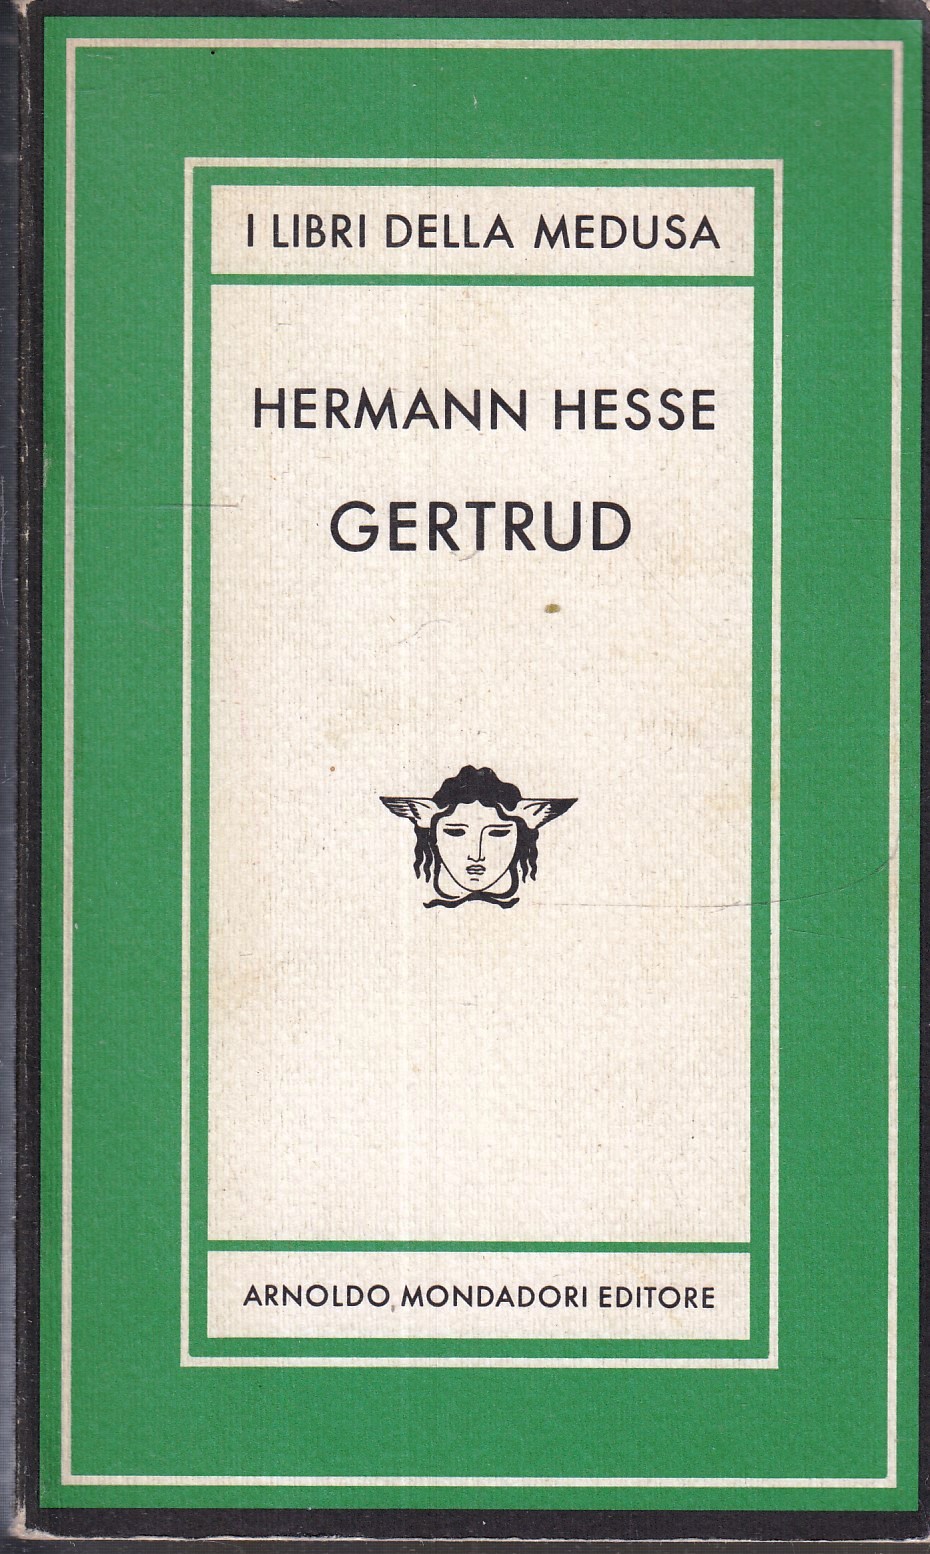 I LIBRI DELLA MEDUSA
HERMANN HESSE
GERTRUD
ARNOLDO MONDADORI EDITORE